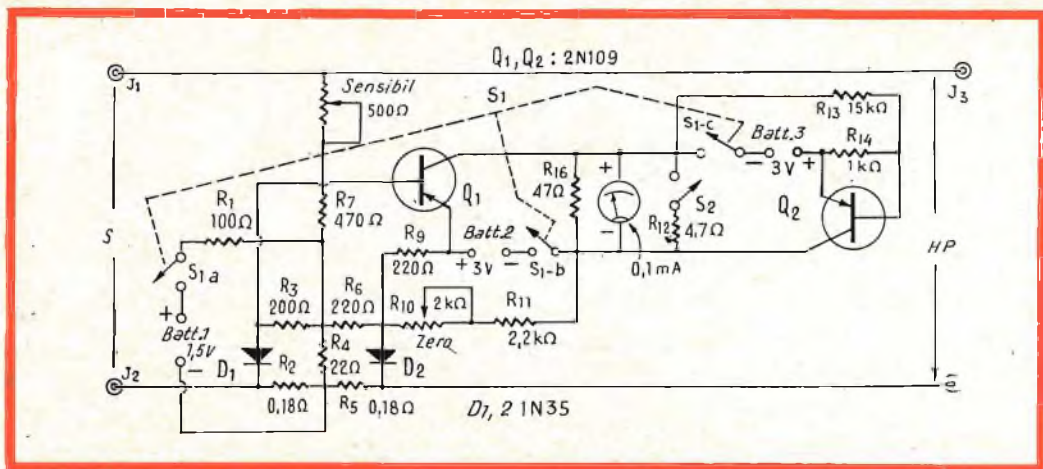 Q1, Q2 : 2N109
J1
Sensibil
500Ω
S1
J3
R13
15kΩ
S1-c
Batt.3
R14
1kΩ
3V
+
−
R16
47Ω
+
−
0,1mA
S2
R12
4,7Ω
Q2
Q1
R1
100Ω
R7
470Ω
S
HP
S1a
R9
220Ω
Batt.2
+
3V
−
S1-b
R3
200Ω
R6
220Ω
R10
2kΩ
Zero
R11
2,2kΩ
+
Batt.1
1,5V
−
D1
R2
0,18Ω
R4
22Ω
R5
0,18Ω
D2
J2
D1, 2 1N35